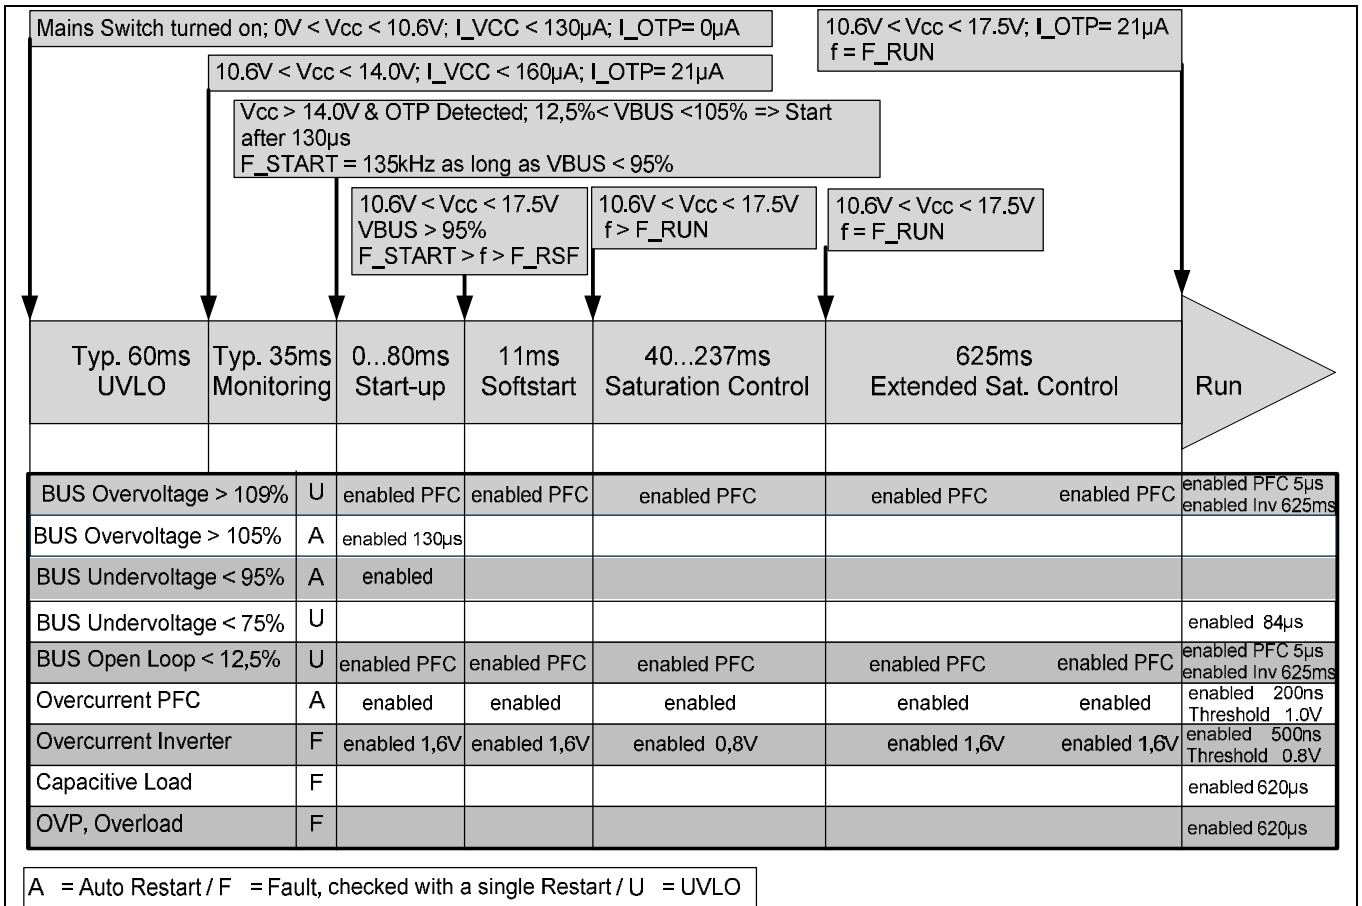 Mains Switch turned on; 0V < Vcc < 10.6V; I_VCC < 130µA; I_OTP= 0µA
10.6V < Vcc < 17.5V; I_OTP= 21µA
f = F_RUN
10.6V < Vcc < 14.0V; I_VCC < 160µA; I_OTP= 21µA
Vcc > 14.0V & OTP Detected; 12,5%< VBUS <105% => Start
after 130µs
F_START = 135kHz as long as VBUS < 95%
10.6V < Vcc < 17.5V
VBUS > 95%
F_START > f > F_RSF
10.6V < Vcc < 17.5V
f > F_RUN
10.6V < Vcc < 17.5V
f = F_RUN
Typ. 60ms
UVLO
Typ. 35ms
Monitoring
0...80ms
Start-up
11ms
Softstart
40...237ms
Saturation Control
625ms
Extended Sat. Control
Run
BUS Overvoltage > 109% U enabled PFC enabled PFC enabled PFC enabled PFC enabled PFC enabled PFC 5µs
enabled Inv 625ms
BUS Overvoltage > 105% A enabled 130µs
BUS Undervoltage < 95% A enabled
BUS Undervoltage < 75% U enabled 84µs
BUS Open Loop < 12,5% U enabled PFC enabled PFC enabled PFC enabled PFC enabled PFC enabled PFC 5µs
enabled Inv 625ms
Overcurrent PFC A enabled enabled enabled enabled enabled enabled 200ns
Threshold 1.0V
Overcurrent Inverter F enabled 1,6V enabled 1,6V enabled 0,8V enabled 1,6V enabled 1,6V enabled 500ns
Threshold 0.8V
Capacitive Load F enabled 620µs
OVP, Overload F enabled 620µs
A = Auto Restart / F = Fault, checked with a single Restart / U = UVLO